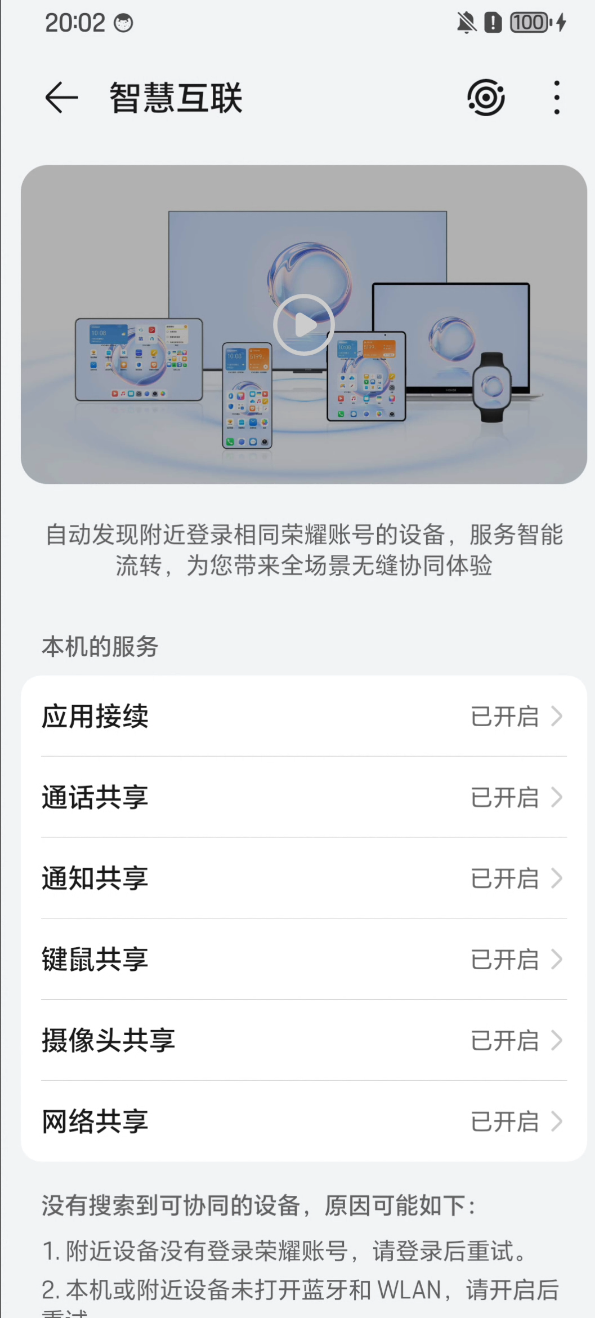 20:02
100
智慧互联
自动发现附近登录相同荣耀账号的设备，服务智能
流转，为您带来全场景无缝协同体验
本机的服务
应用接续 已开启
通话共享 已开启
通知共享 已开启
键鼠共享 已开启
摄像头共享 已开启
网络共享 已开启
没有搜索到可协同的设备，原因可能如下：
1. 附近设备没有登录荣耀账号，请登录后重试。
2. 本机或附近设备未打开蓝牙和 WLAN，请开启后